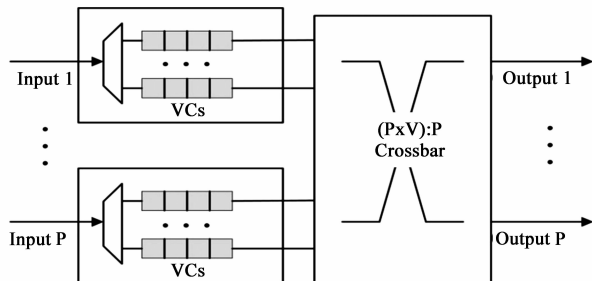 Input 1
VCs
Output 1
(PxV):P
Crossbar
Input P
VCs
Output P